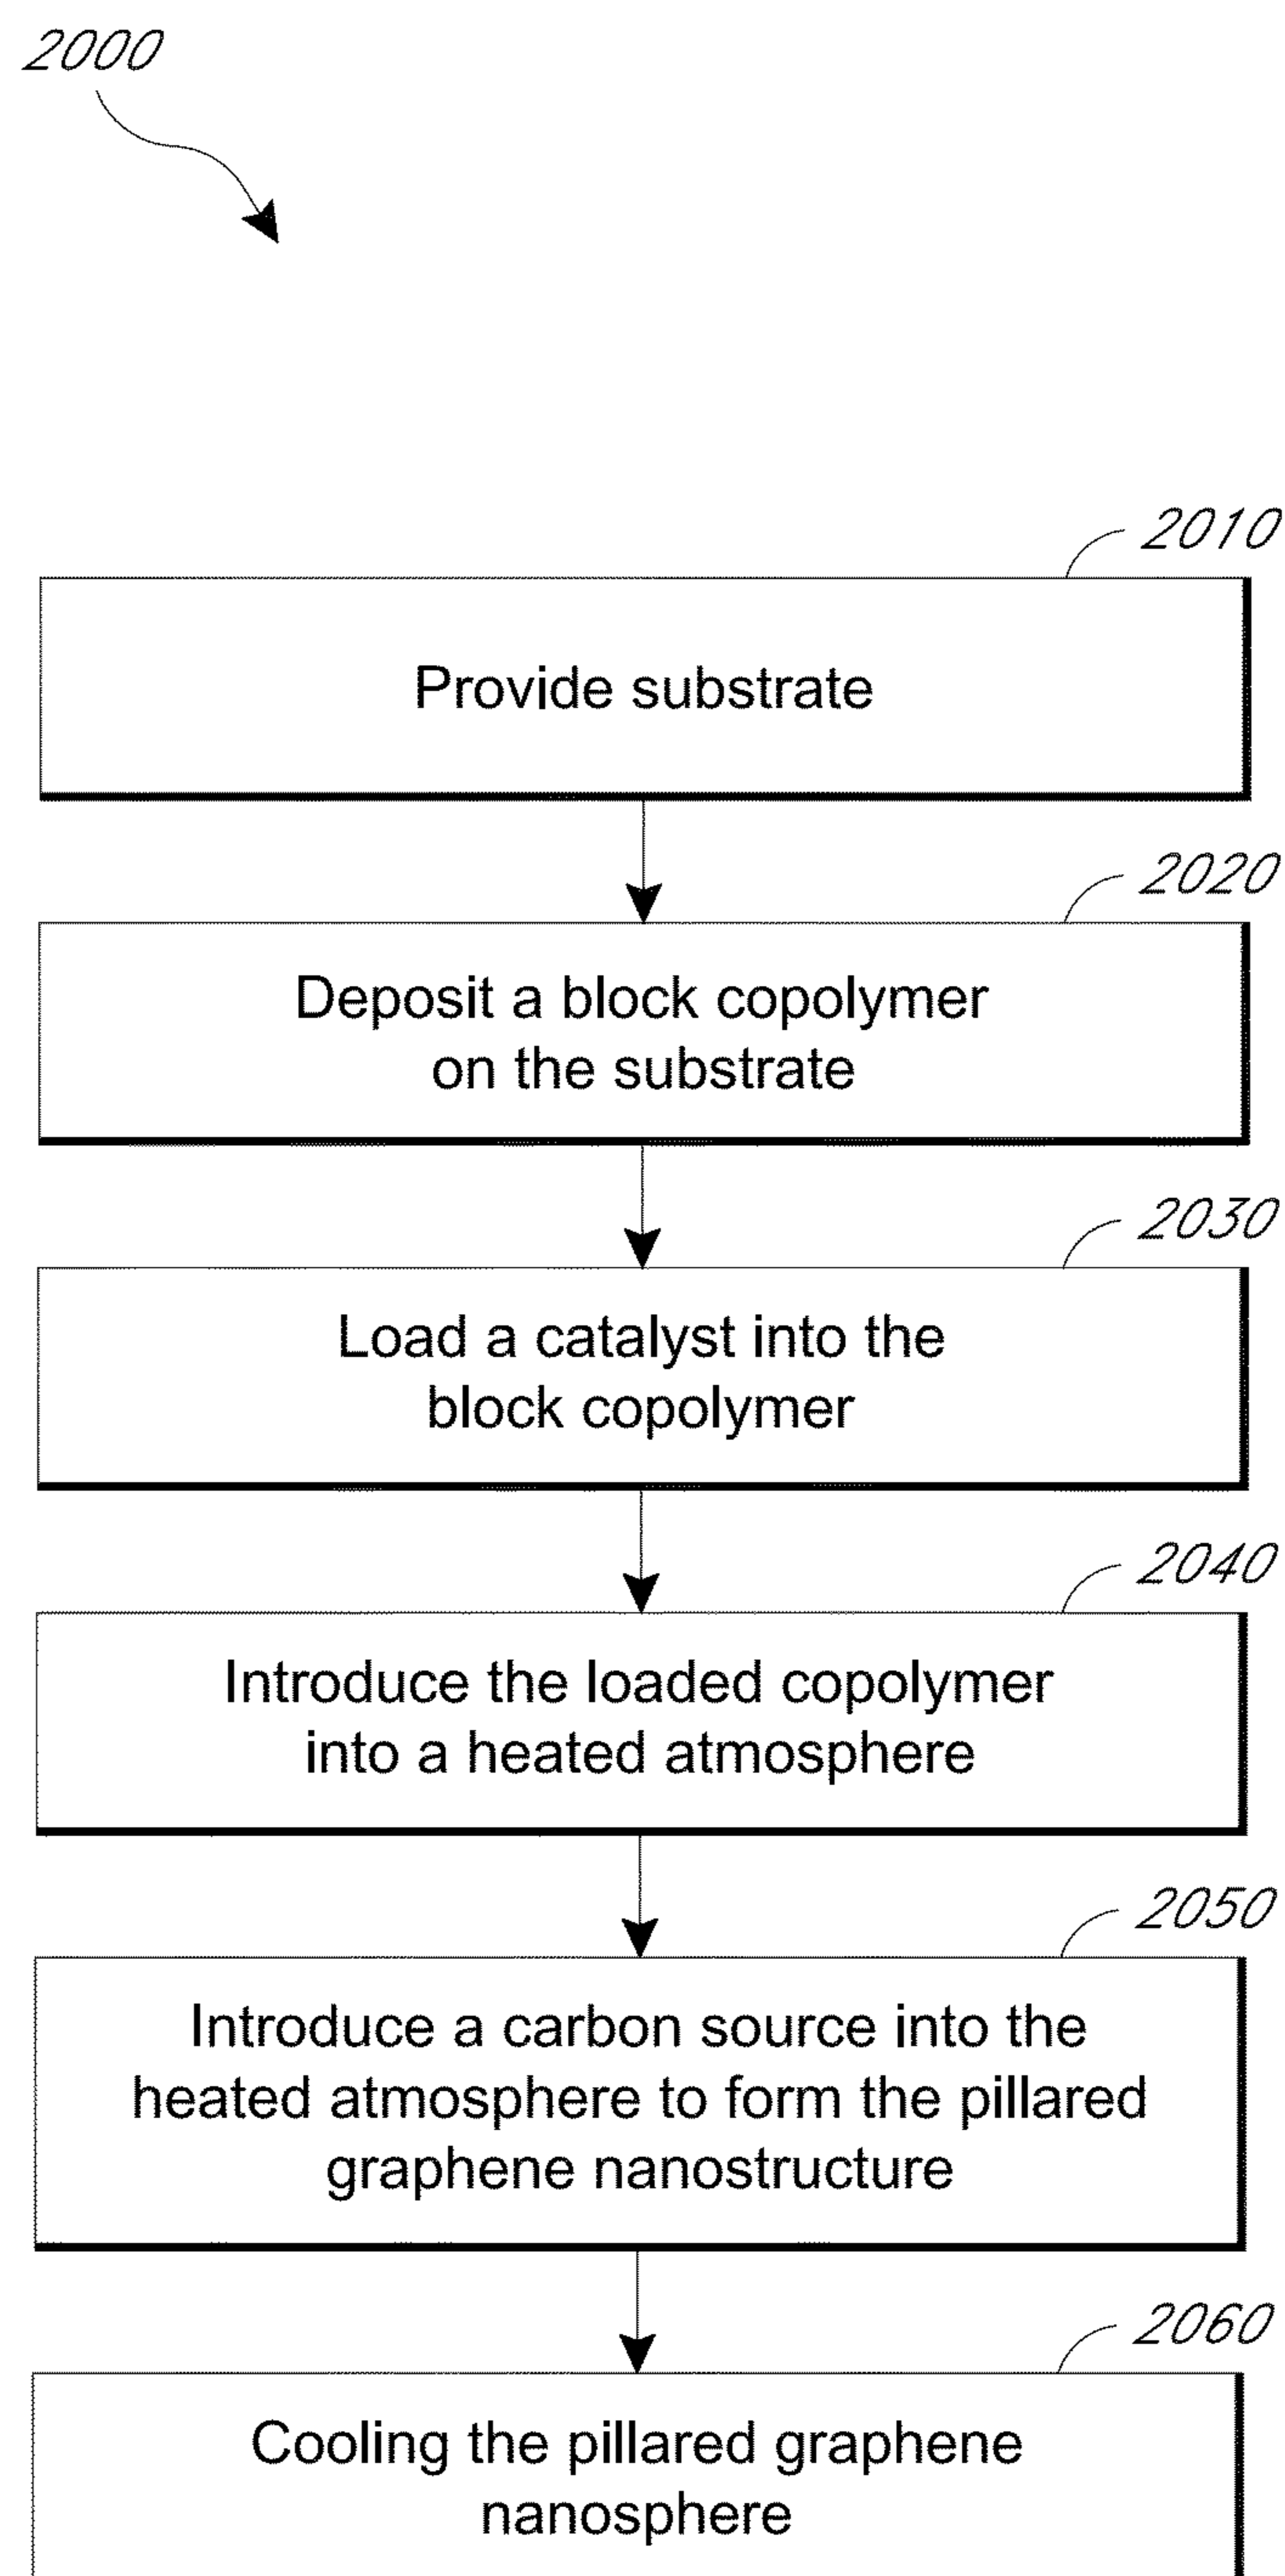 2000
2010
Provide substrate
2020
Deposit a block copolymer
on the substrate
2030
Load a catalyst into the
block copolymer
2040
Introduce the loaded copolymer
into a heated atmosphere
2050
Introduce a carbon source into the
heated atmosphere to form the pillared
graphene nanostructure
2060
Cooling the pillared graphene
nanosphere